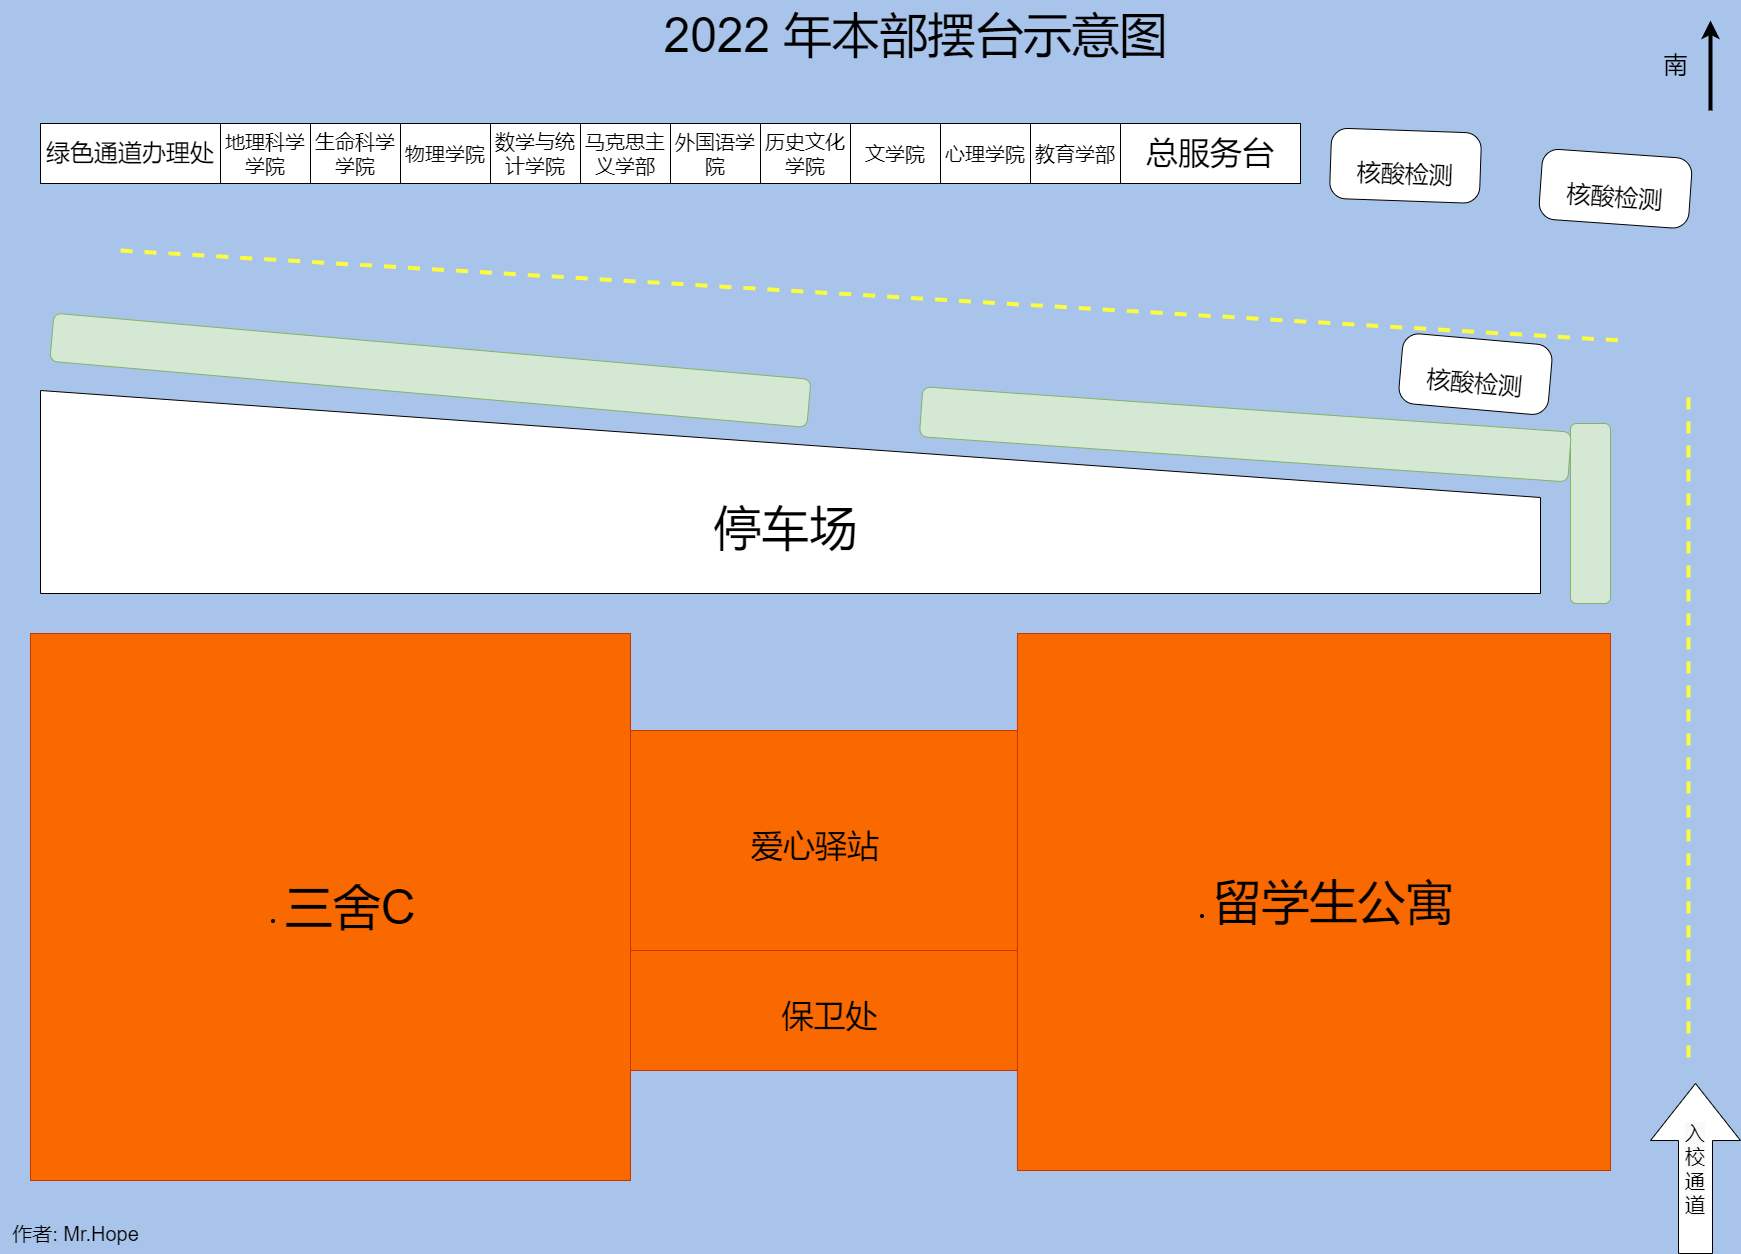 2022 年本部摆台示意图
南
绿色通道办理处
地理科学
学院
生命科学
学院
物理学院
数学与统
计学院
马克思主
义学部
外国语学
院
历史文化
学院
文学院
心理学院
教育学部
总服务台
核酸检测
核酸检测
核酸检测
停车场
爱心驿站
. 三舍C
. 留学生公寓
保卫处
入
校
通
道
作者: Mr.Hope